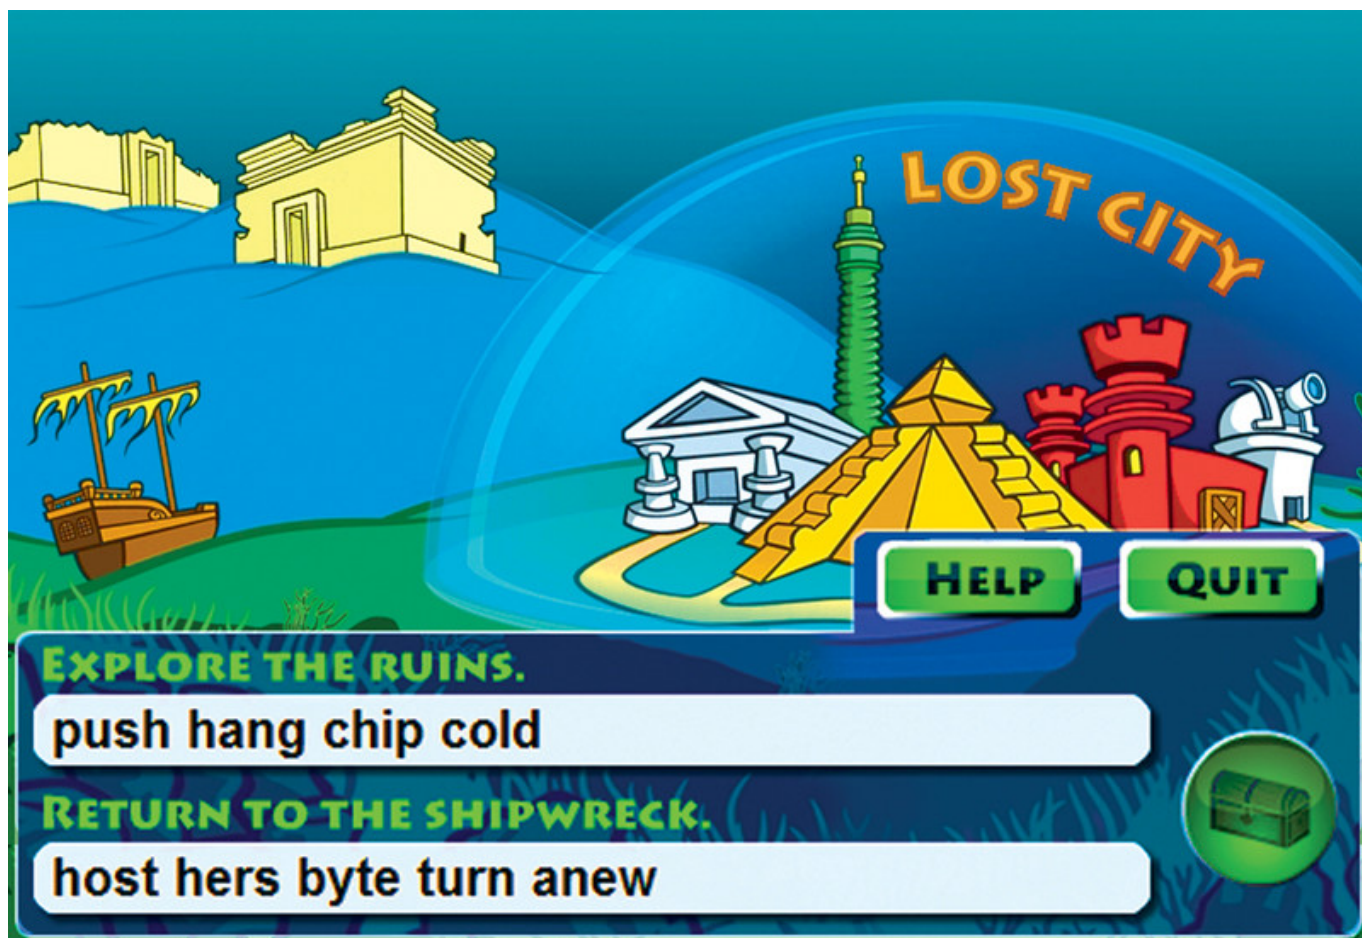 LOST CITY
HELP
QUIT
EXPLORE THE RUINS.
push hang chip cold
RETURN TO THE SHIPWRECK.
host hers byte turn anew